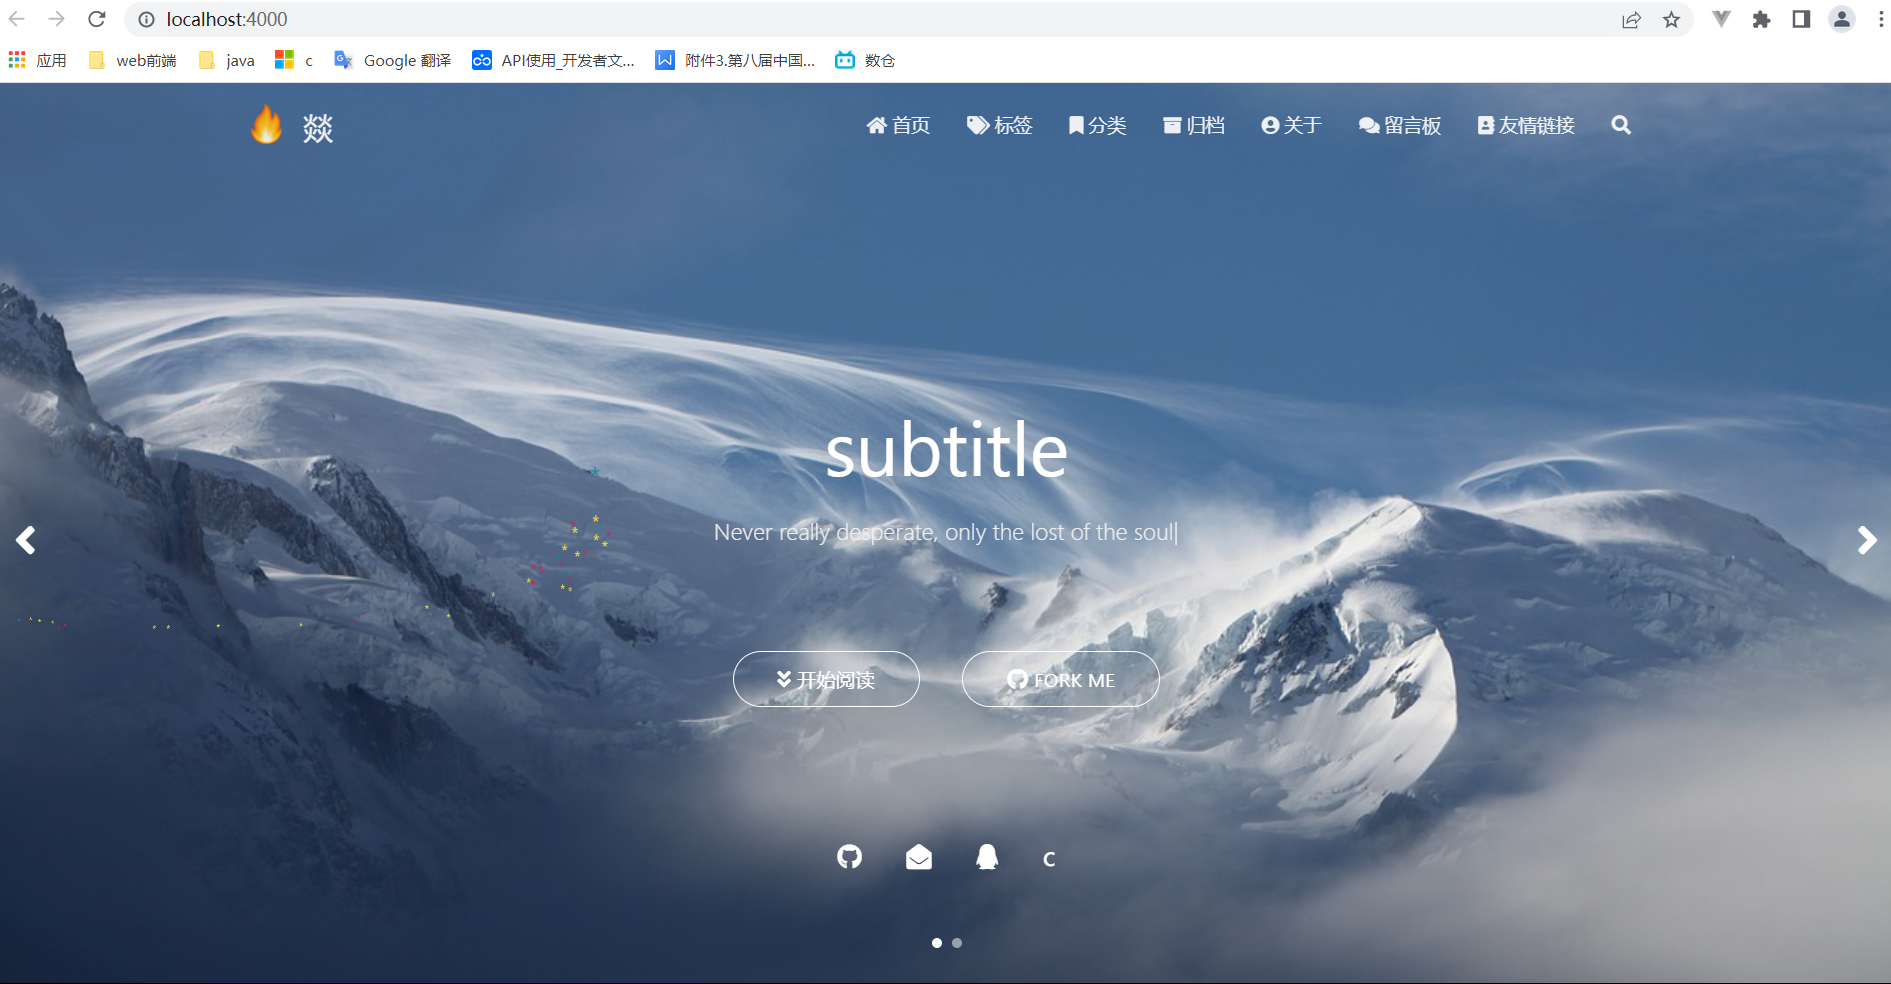 localhost:4000
应用 web前端 java c Google 翻译 API使用_开发者文... 附件3.第八届中国... 数仓
燚 首页 标签 分类 归档 关于 留言板 友情链接
subtitle
Never really desperate, only the lost of the soul|
开始阅读 FORK ME
C